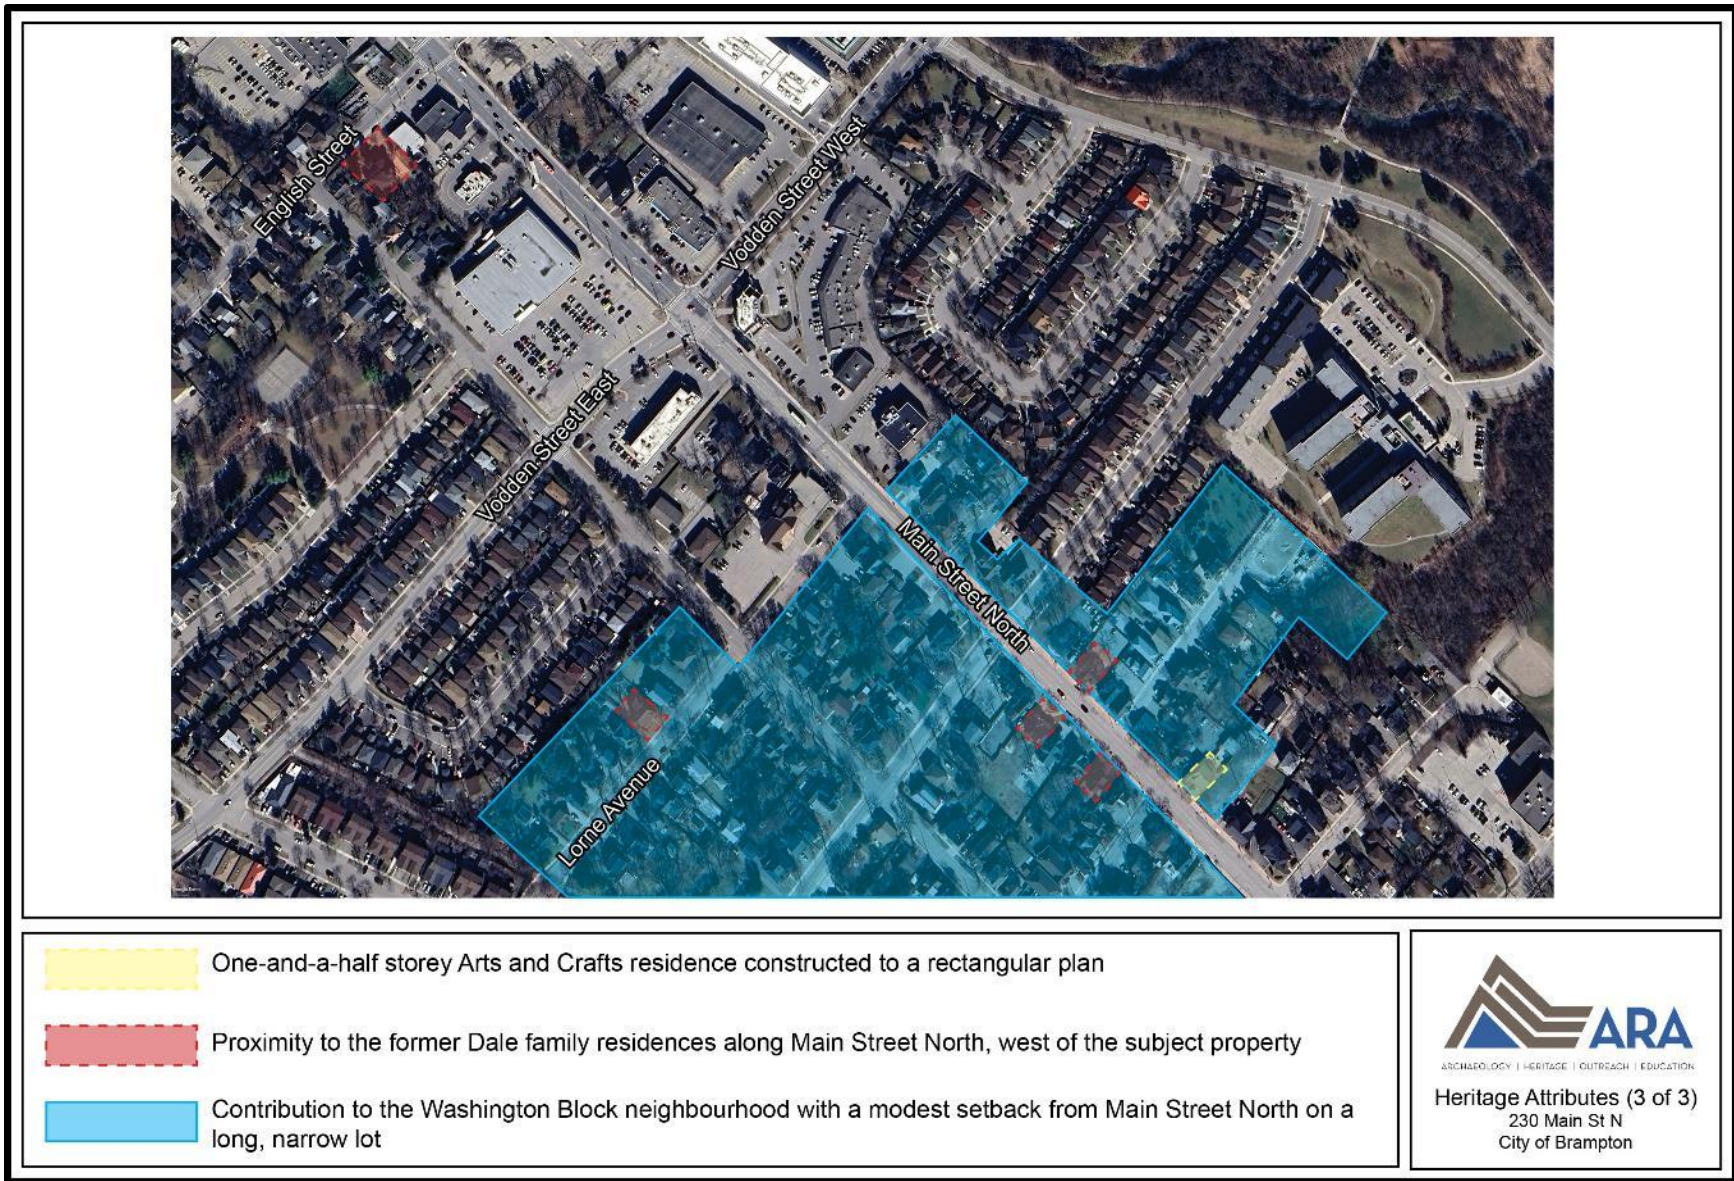 English Street
Vodden Street West
Vodden Street East
Main Street North
Lorne Avenue
One-and-a-half storey Arts and Crafts residence constructed to a rectangular plan
Proximity to the former Dale family residences along Main Street North, west of the subject property
Contribution to the Washington Block neighbourhood with a modest setback from Main Street North on a
long, narrow lot
ARA
ARCHAEOLOGY | HERITAGE | OUTREACH | EDUCATION
Heritage Attributes (3 of 3)
230 Main St N
City of Brampton